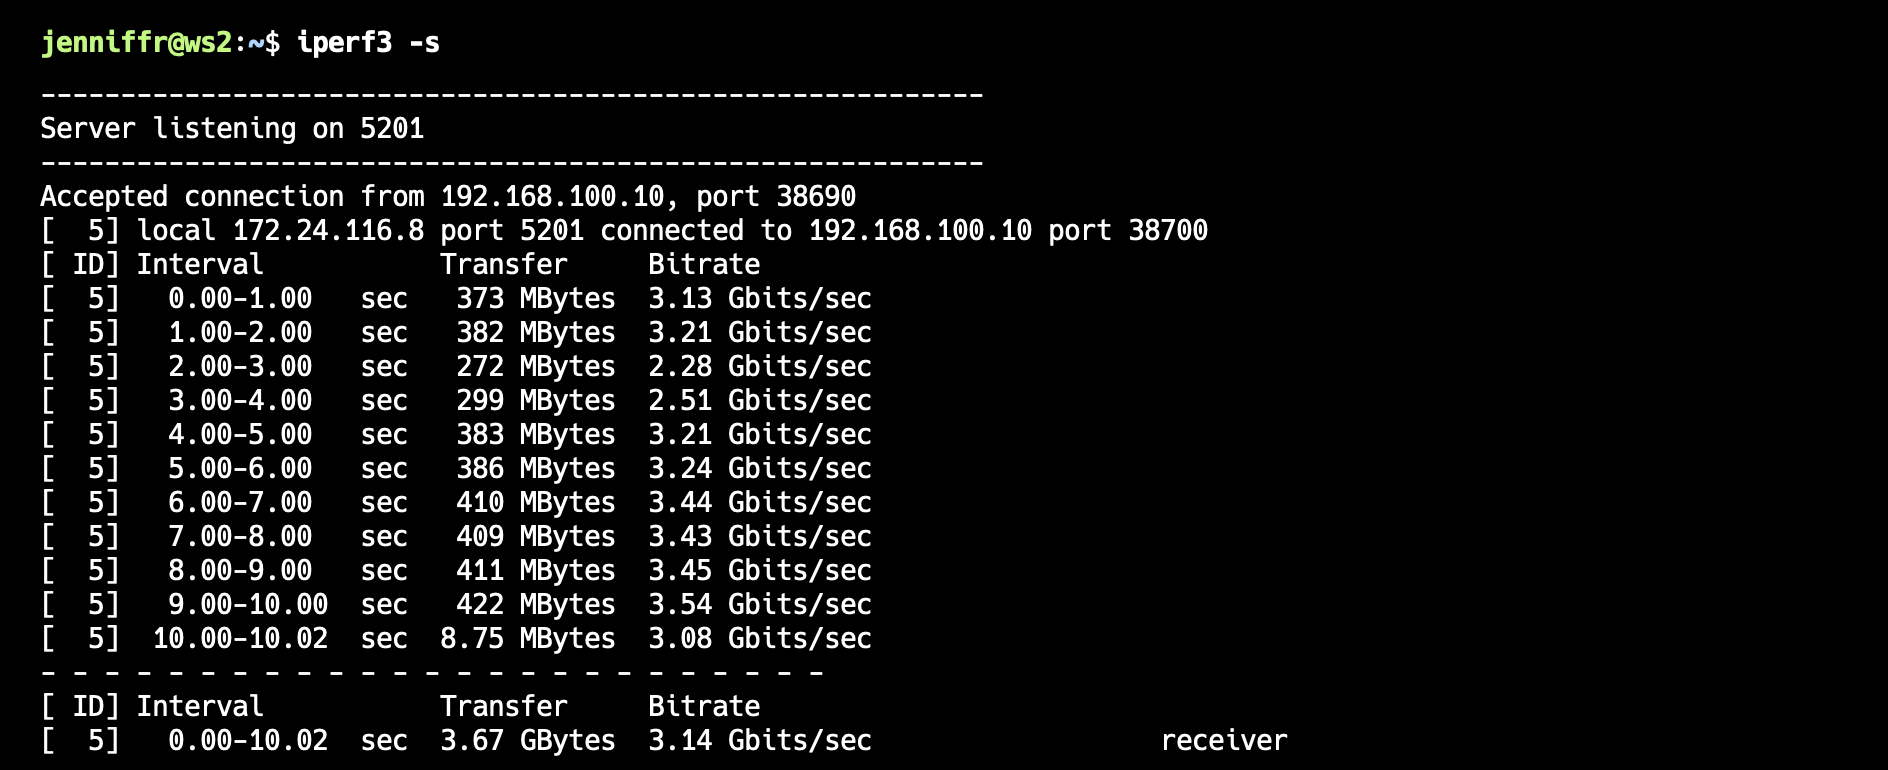 jenniffr@ws2:~$ iperf3 -s
-----------------------------------------------------------
Server listening on 5201
-----------------------------------------------------------
Accepted connection from 192.168.100.10, port 38690
[  5] local 172.24.116.8 port 5201 connected to 192.168.100.10 port 38700
[ ID] Interval           Transfer     Bitrate
[  5]   0.00-1.00   sec   373 MBytes  3.13 Gbits/sec
[  5]   1.00-2.00   sec   382 MBytes  3.21 Gbits/sec
[  5]   2.00-3.00   sec   272 MBytes  2.28 Gbits/sec
[  5]   3.00-4.00   sec   299 MBytes  2.51 Gbits/sec
[  5]   4.00-5.00   sec   383 MBytes  3.21 Gbits/sec
[  5]   5.00-6.00   sec   386 MBytes  3.24 Gbits/sec
[  5]   6.00-7.00   sec   410 MBytes  3.44 Gbits/sec
[  5]   7.00-8.00   sec   409 MBytes  3.43 Gbits/sec
[  5]   8.00-9.00   sec   411 MBytes  3.45 Gbits/sec
[  5]   9.00-10.00  sec   422 MBytes  3.54 Gbits/sec
[  5]  10.00-10.02  sec  8.75 MBytes  3.08 Gbits/sec
- - - - - - - - - - - - - - - - - - - - - - - - -
[ ID] Interval           Transfer     Bitrate
[  5]   0.00-10.02  sec  3.67 GBytes  3.14 Gbits/sec                  receiver